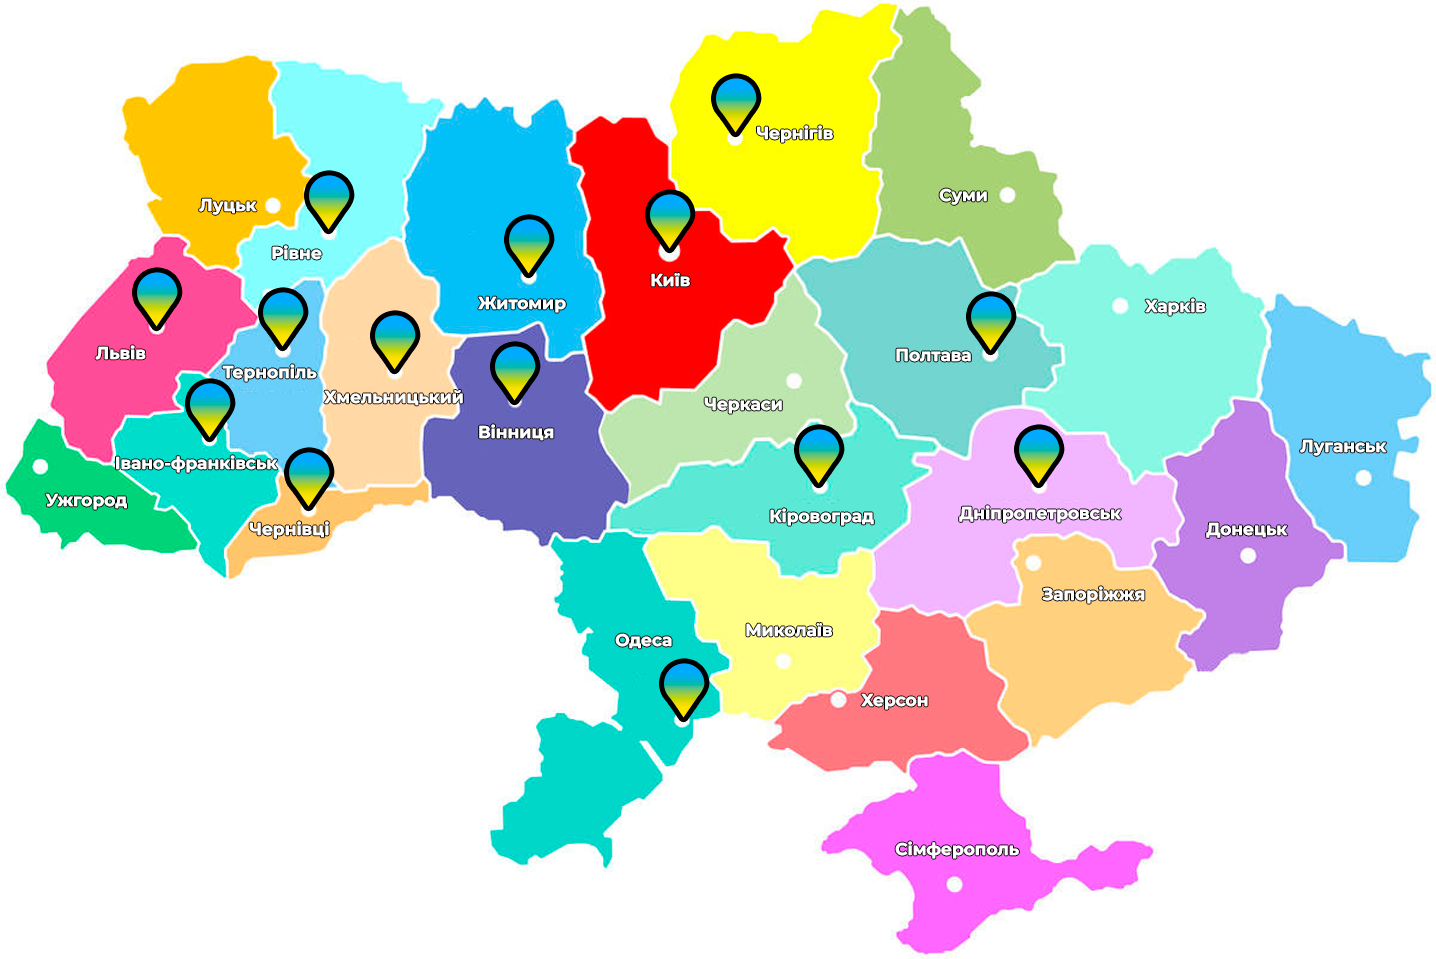 Чернігів
Суми
Луцьк
Рівне
Київ
Житомир
Харків
Львів
Полтава
Тернопіль
Хмельницький
Черкаси
Вінниця
Луганськ
Івано-франківськ
Ужгород
Дніпропетровськ
Кіровоград
Чернівці
Донецьк
Запоріжжя
Миколаїв
Одеса
Херсон
Сімферополь